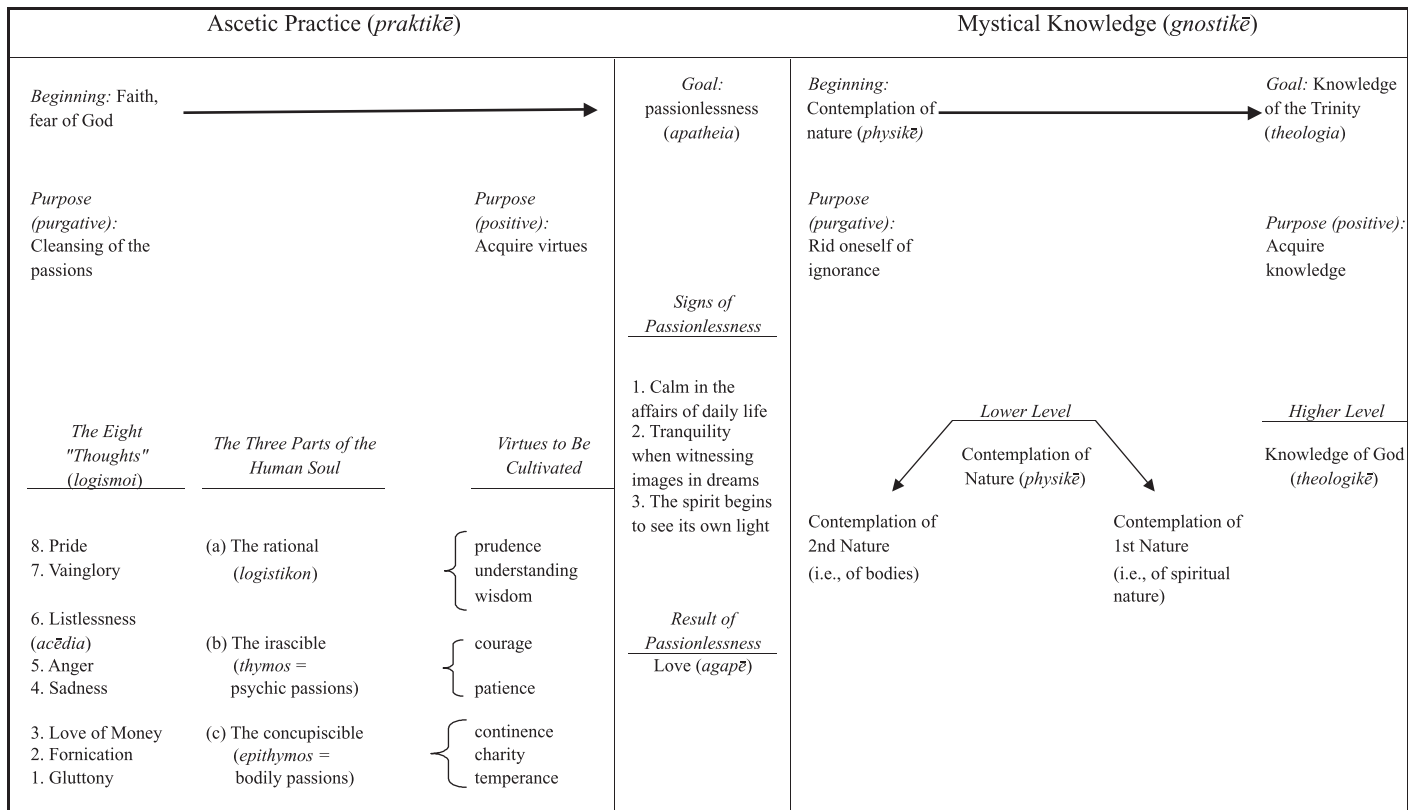 Ascetic Practice (praktikē)
Mystical Knowledge (gnostikē)
Beginning: Faith,
fear of God
Purpose
(purgative):
Cleansing of the
passions
Purpose
(positive):
Acquire virtues
The Eight
"Thoughts"
(logismoi)
The Three Parts of the
Human Soul
Virtues to Be
Cultivated
8. Pride
7. Vainglory
(a) The rational
(logistikon)
prudence
understanding
wisdom
6. Listlessness
(acēdia)
5. Anger
4. Sadness
(b) The irascible
(thymos =
psychic passions)
courage
patience
3. Love of Money
2. Fornication
1. Gluttony
(c) The concupiscible
(epithymos =
bodily passions)
continence
charity
temperance
Goal:
passionlessness
(apatheia)
Signs of
Passionlessness
1. Calm in the
affairs of daily life
2. Tranquility
when witnessing
images in dreams
3. The spirit begins
to see its own light
Result of
Passionlessness
Love (agapē)
Beginning:
Contemplation of
nature (physikē)
Goal: Knowledge
of the Trinity
(theologia)
Purpose
(purgative):
Rid oneself of
ignorance
Purpose (positive):
Acquire
knowledge
Lower Level
Contemplation of
Nature (physikē)
Higher Level
Knowledge of God
(theologikē)
Contemplation of
2nd Nature
(i.e., of bodies)
Contemplation of
1st Nature
(i.e., of spiritual
nature)